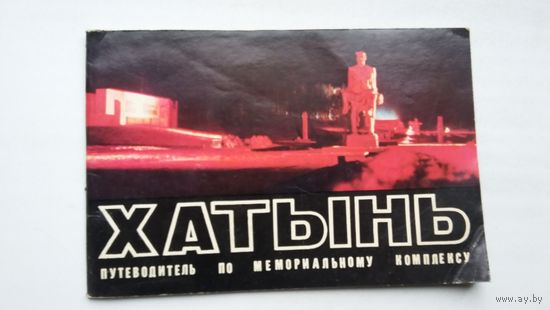 ХАТЫНЬ
ПУТЕВОДИТЕЛЬ ПО МЕМОРИАЛЬНОМУ КОМПЛЕКСУ
www.ay.by